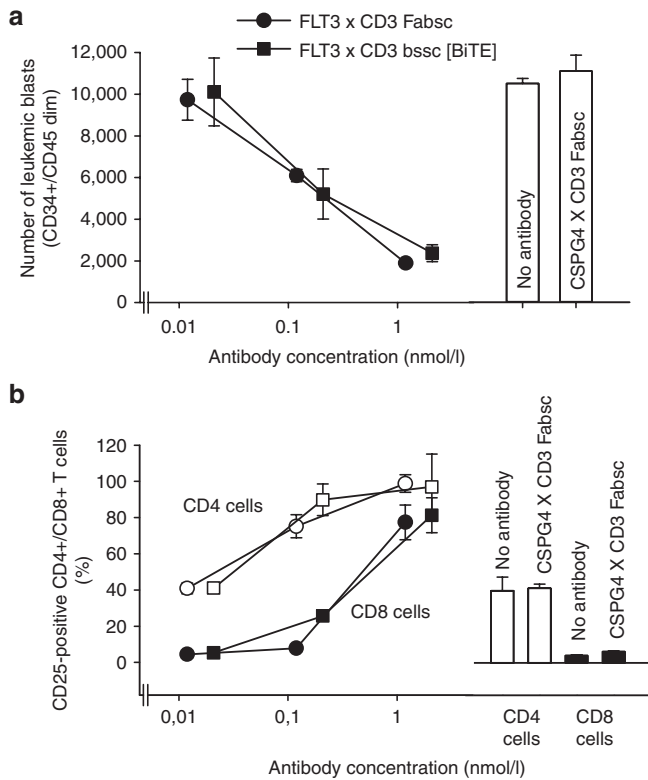 a
FLT3 x CD3 Fabsc
FLT3 x CD3 bssc [BiTE]
Number of leukemic blasts
(CD34+/CD45 dim)
12,000
10,000
8,000
6,000
4,000
2,000
0
0.01
0.1
1
Antibody concentration (nmol/l)
No antibody
CSPG4 X CD3 Fabsc
b
CD25-positive CD4+/CD8+ T cells
(%)
120
100
80
60
40
20
0
CD4 cells
CD8 cells
0,01
0,1
1
Antibody concentration (nmol/l)
No antibody
CSPG4 X CD3 Fabsc
No antibody
CSPG4 X CD3 Fabsc
CD4
cells
CD8
cells